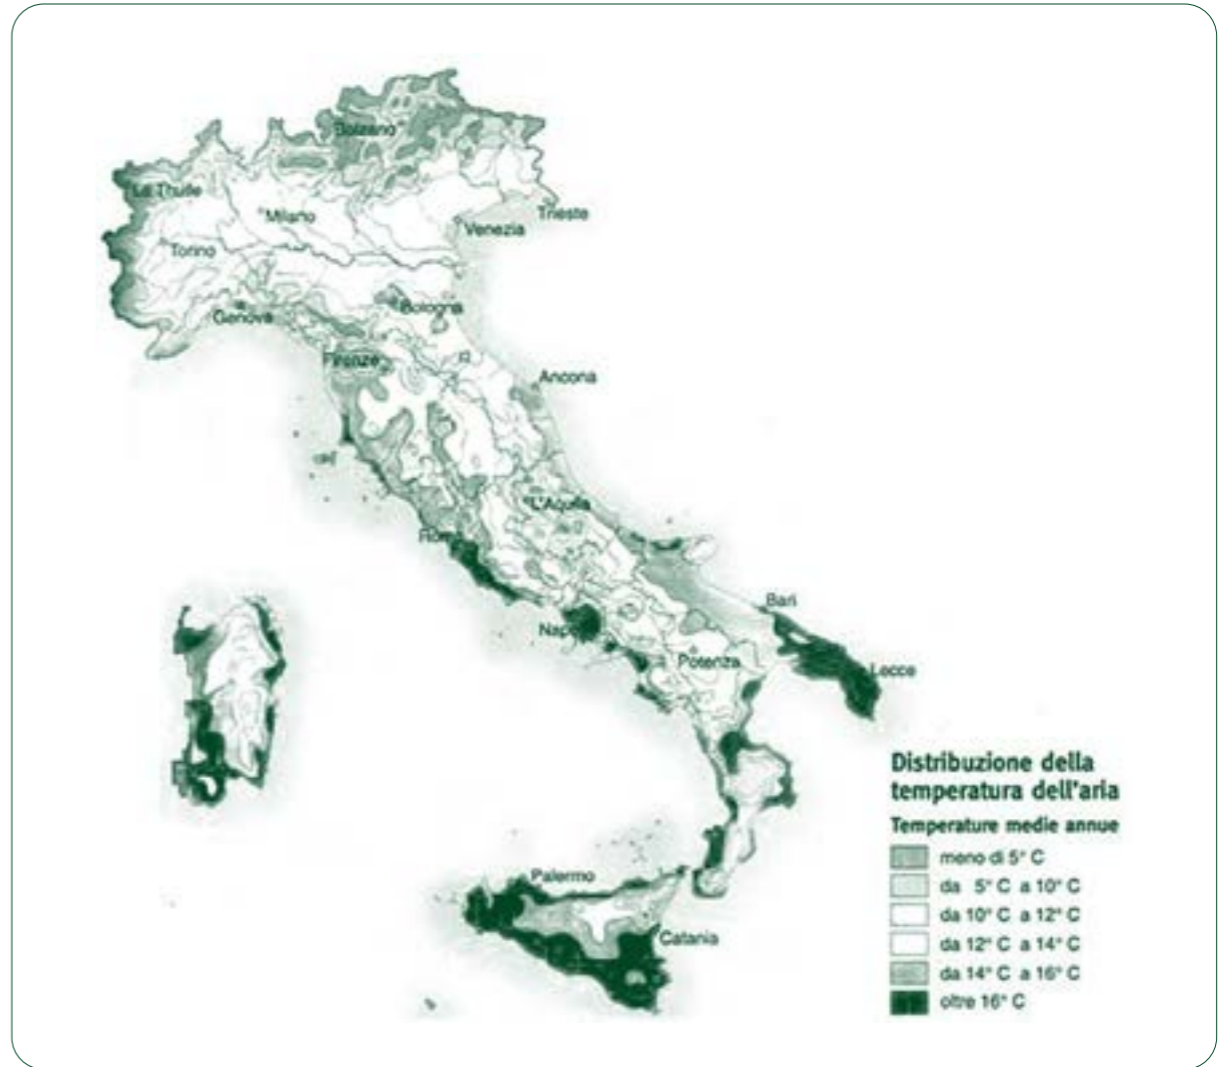 Bolzano
La Thuile
Milano
Trieste
Venezia
Torino
Genova
Bologna
Firenze
Ancona
L'Aquila
Roma
Bari
Napoli
Potenza
Lecce
Distribuzione della
temperatura dell'aria
Temperature medie annue
meno di 5° C
da 5° C a 10° C
da 10° C a 12° C
da 12° C a 14° C
da 14° C a 16° C
oltre 16° C
Palermo
Catania